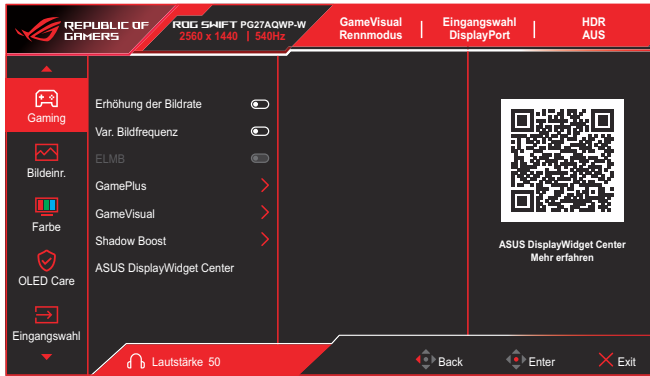 REPUBLIC OF
GAMERS
ROG SWIFT PG27AQWP-W
2560 x 1440 | 540Hz
GameVisual
Rennmodus
Eingangswahl
DisplayPort
HDR
AUS
Gaming
Bildeinr.
Farbe
OLED Care
Eingangswahl
Erhöhung der Bildrate
Var. Bildfrequenz
ELMB
GamePlus
GameVisual
Shadow Boost
ASUS DisplayWidget Center
ASUS DisplayWidget Center
Mehr erfahren
Lautstärke 50
Back
Enter
Exit